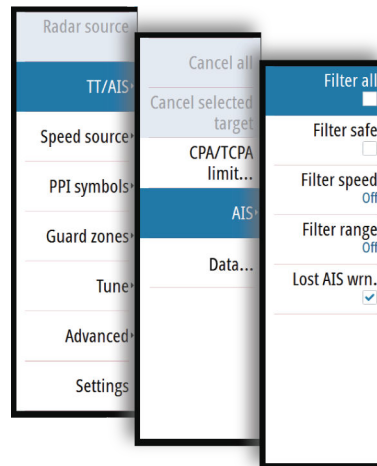 Radar source
TT/AIS
Speed source
PPI symbols
Guard zones
Tune
Advanced
Settings
Cancel all
Cancel selected
target
CPA/TCPA
limit...
AIS
Data...
Filter all
Filter safe
Filter speed
Off
Filter range
Off
Lost AIS wrn.